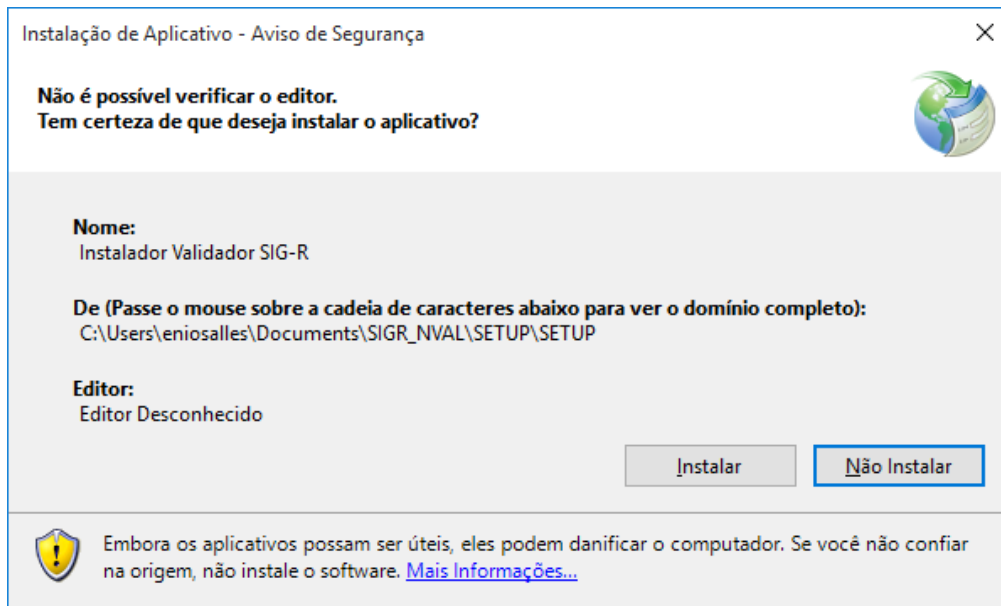 Instalação de Aplicativo - Aviso de Segurança
Não é possível verificar o editor.
Tem certeza de que deseja instalar o aplicativo?
Nome:
Instalador Validador SIG-R
De (Passe o mouse sobre a cadeia de caracteres abaixo para ver o domínio completo):
C:\Users\eniosalles\Documents\SIGR_NVAL\SETUP\SETUP
Editor:
Editor Desconhecido
Instalar
Não Instalar
Embora os aplicativos possam ser úteis, eles podem danificar o computador. Se você não confiar
na origem, não instale o software. Mais Informações...